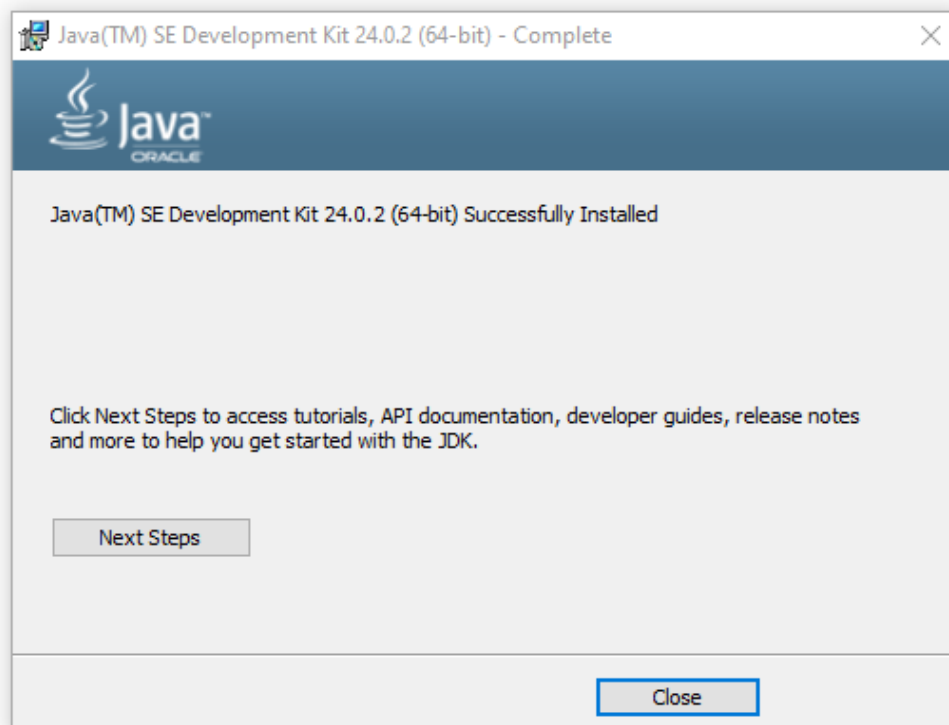 Java(TM) SE Development Kit 24.0.2 (64-bit) - Complete
Java™
ORACLE
Java(TM) SE Development Kit 24.0.2 (64-bit) Successfully Installed
Click Next Steps to access tutorials, API documentation, developer guides, release notes
and more to help you get started with the JDK.
Next Steps
Close